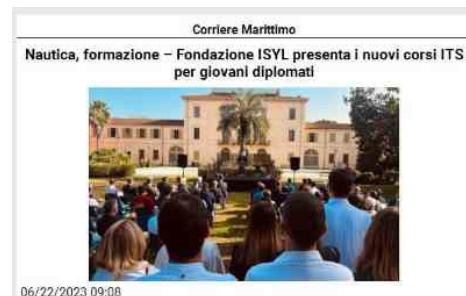 Corriere Marittimo
Nautica, formazione – Fondazione ISYL presenta i nuovi corsi ITS
per giovani diplomati
06/22/2023 09:08